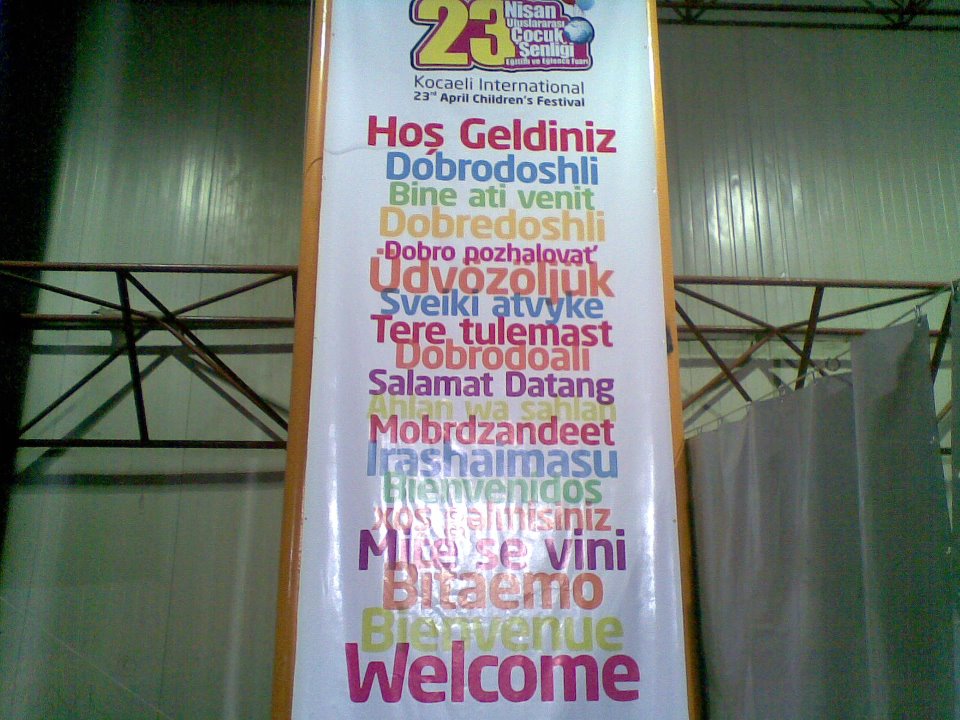 23 Nisan
Uluslararası
Çocuk
Şenliği
Eğitim ve Eğlence Fuarı
Kocaeli International
23rd April Children's Festival
Hoş Geldiniz
Dobrodoshli
Bine ati venit
Dobredoshli
Dobro pozhalovat'
Üdvözöljük
Sveiki atvyke
Tere tulemast
Dobrodoali
Salamat Datang
Ahlan wa sahlan
Mobrdzandeet
Irashaimasu
Bienvenidos
xoş galmisiniz
Mite se vini
Bitaemo
Bienvenue
Welcome